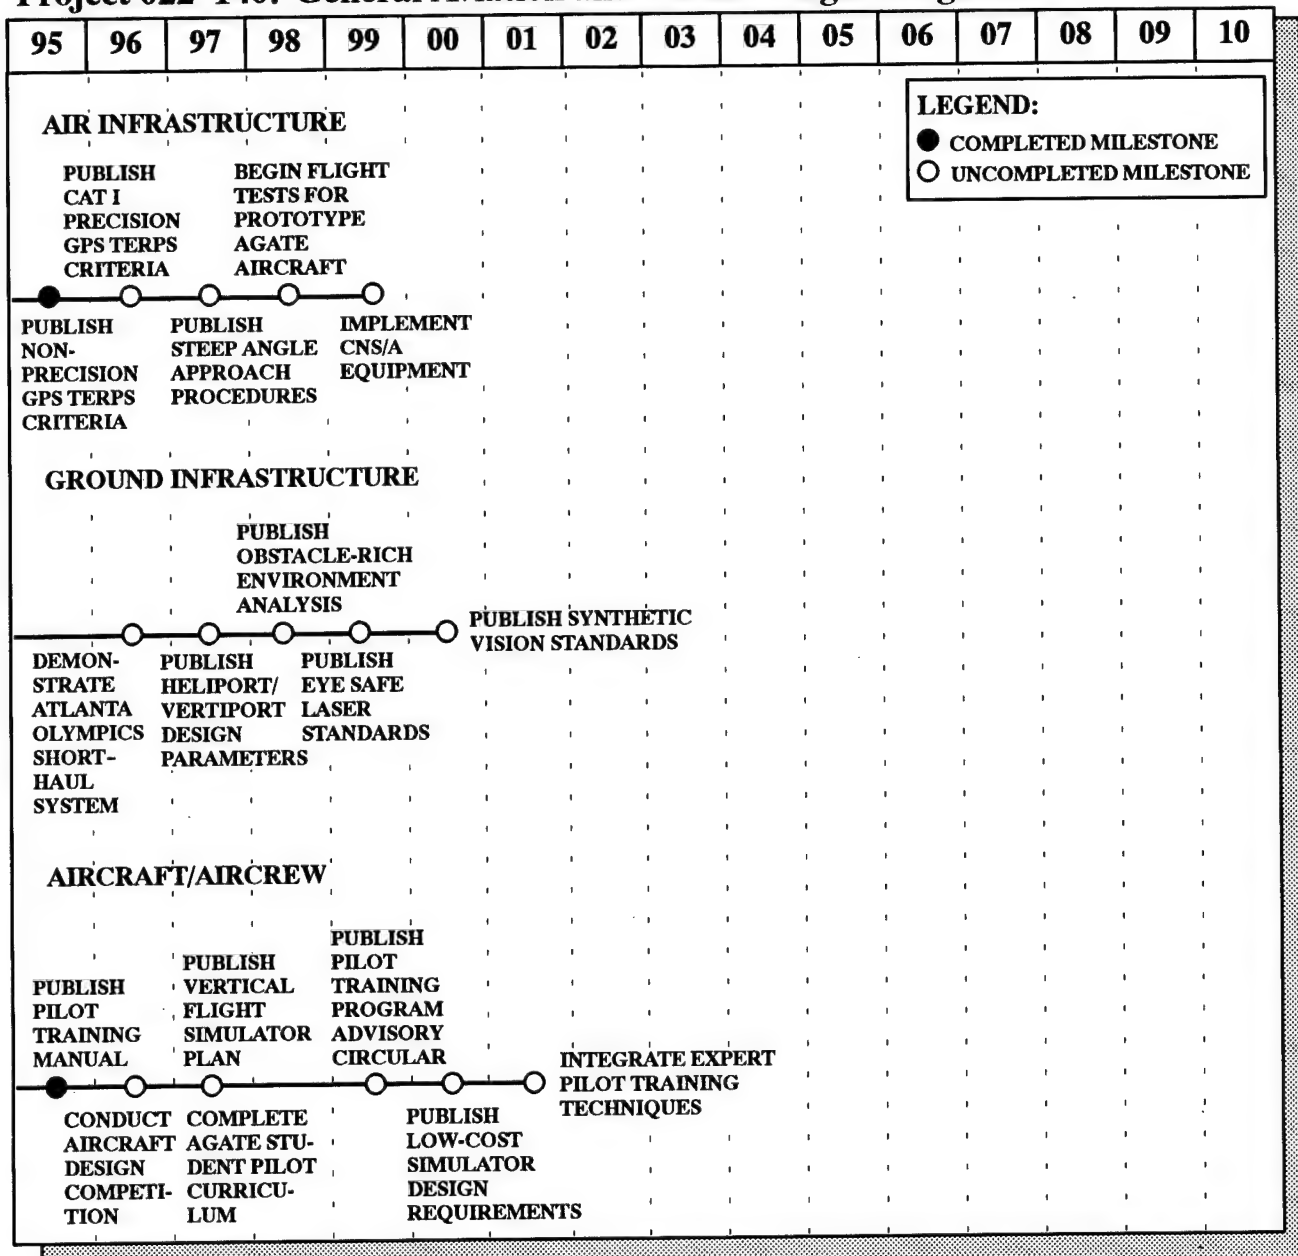 95 96 97 98 99 00 01 02 03 04 05 06 07 08 09 10
LEGEND:
COMPLETED MILESTONE
UNCOMPLETED MILESTONE
AIR INFRASTRUCTURE
PUBLISH
CAT I
PRECISION
GPS TERPS
CRITERIA
BEGIN FLIGHT
TESTS FOR
PROTOTYPE
AGATE
AIRCRAFT
PUBLISH
NON-
PRECISION
GPS TERPS
CRITERIA
PUBLISH
STEEP ANGLE
APPROACH
PROCEDURES
IMPLEMENT
CNS/A
EQUIPMENT
GROUND INFRASTRUCTURE
PUBLISH
OBSTACLE-RICH
ENVIRONMENT
ANALYSIS
PUBLISH SYNTHETIC
VISION STANDARDS
DEMON-
STRATE
ATLANTA
OLYMPICS
SHORT-
HAUL
SYSTEM
PUBLISH
HELIPORT/
VERTIPORT
DESIGN
PARAMETERS
PUBLISH
EYE SAFE
LASER
STANDARDS
AIRCRAFT/AIRCREW
PUBLISH
PILOT
TRAINING
MANUAL
PUBLISH
VERTICAL
FLIGHT
SIMULATOR
PLAN
PUBLISH
PILOT
TRAINING
PROGRAM
ADVISORY
CIRCULAR
INTEGRATE EXPERT
PILOT TRAINING
TECHNIQUES
CONDUCT
AIRCRAFT
DESIGN
COMPETI-
TION
COMPLETE
AGATE STU-
DENT PILOT
CURRICU-
LUM
PUBLISH
LOW-COST
SIMULATOR
DESIGN
REQUIREMENTS